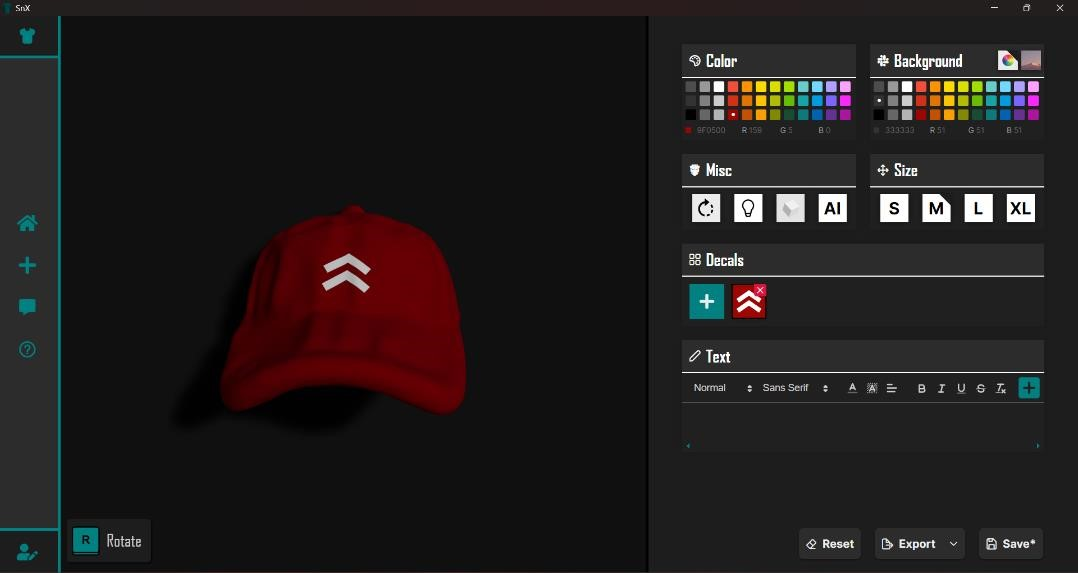 SnX
Color
Background
9F0500 R 159 G 5 B 0
333333 R 51 G 51 B 51
Misc
Size
AI
S M L XL
Decals
Text
Normal Sans Serif A A B I U S Tx
R Rotate
Reset Export Save*